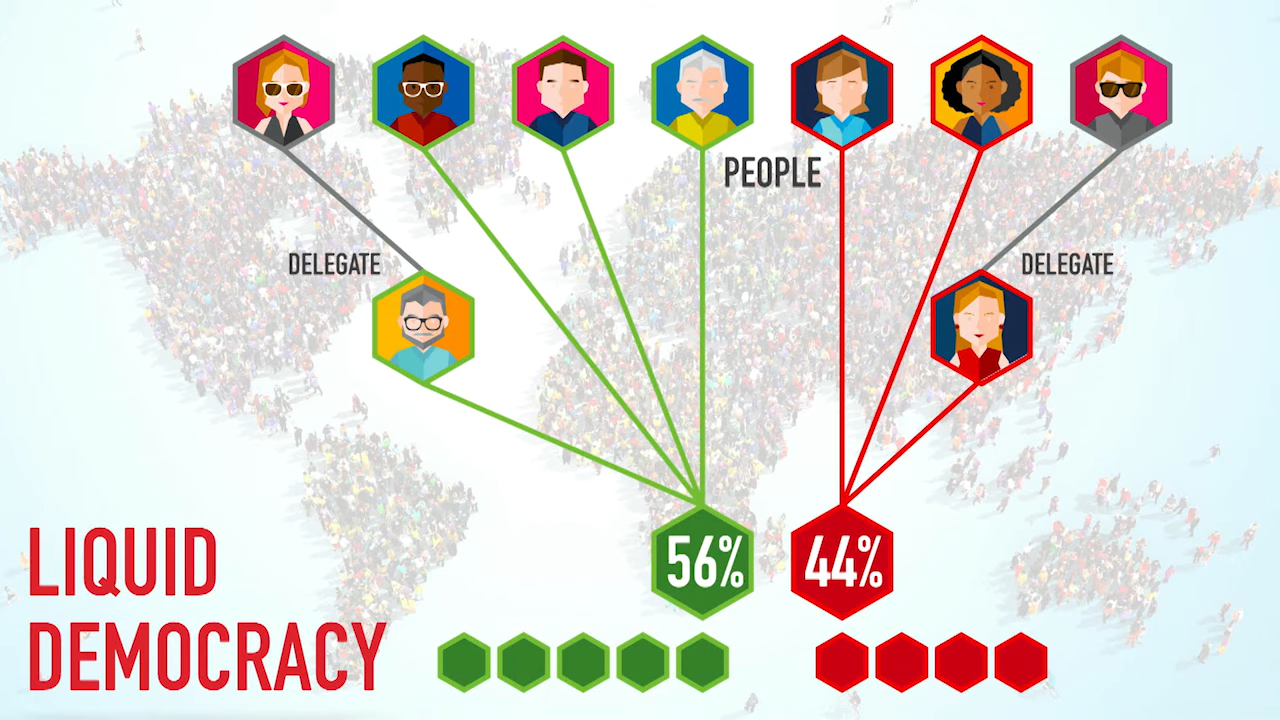 PEOPLE
DELEGATE
DELEGATE
56%
44%
LIQUID
DEMOCRACY